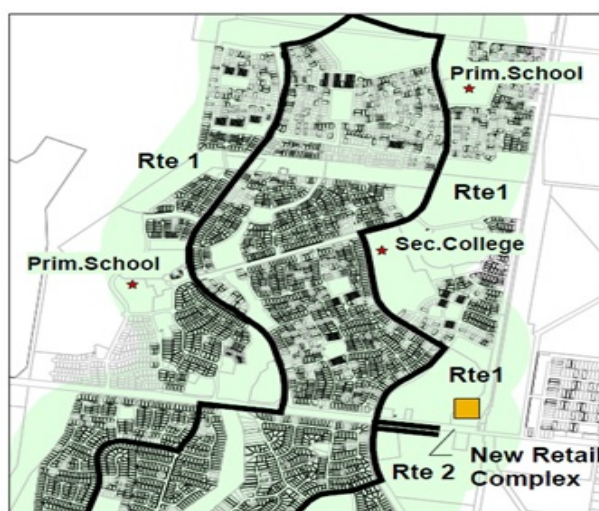 Prim.School
Rte 1
Rte1
Sec.College
Prim.School
Rte1
New Retail
Complex
Rte 2